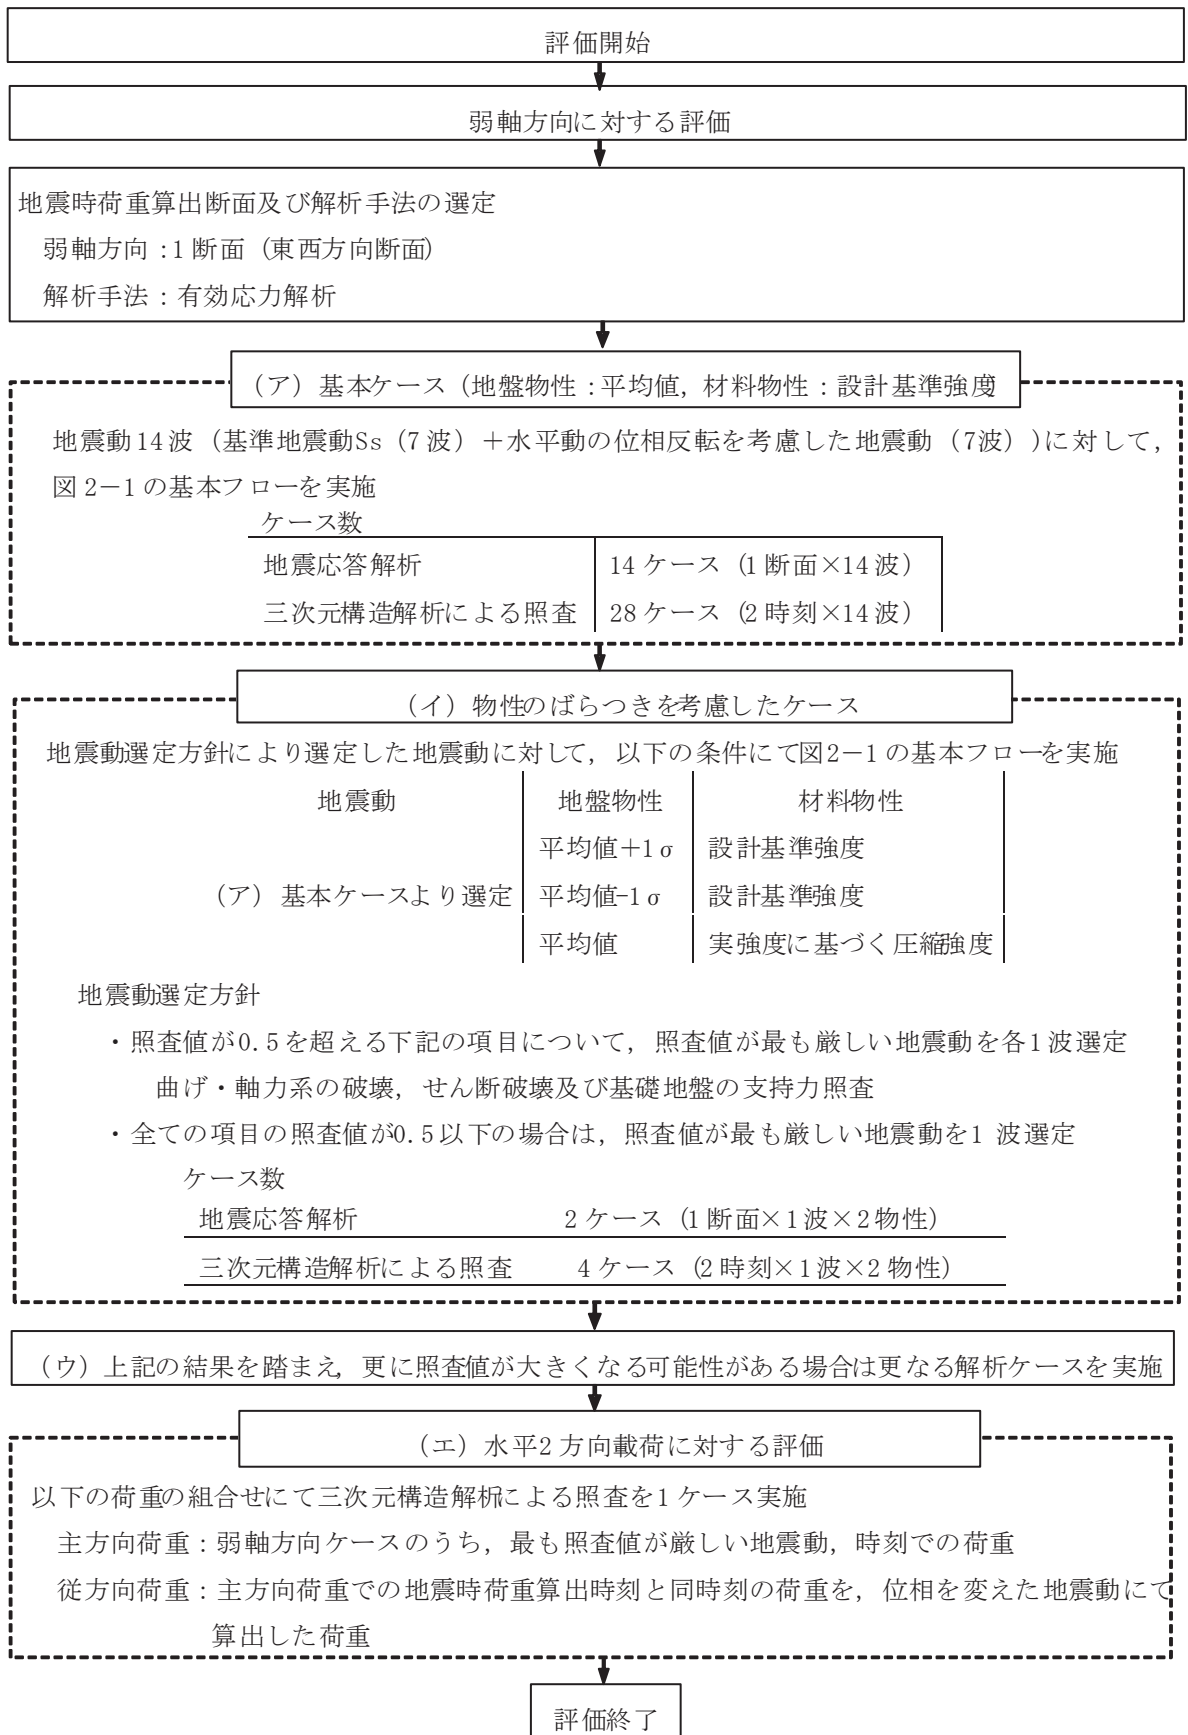 評価開始
弱軸方向に対する評価
地震時荷重算出断面及び解析手法の選定
弱軸方向：1断面（東西方向断面）
解析手法：有効応力解析
（ア）基本ケース（地盤物性：平均値，材料物性：設計基準強度）
地震動14波（基準地震動Ss（7波）＋水平動の位相反転を考慮した地震動（7波））に対して，
図2－1の基本フローを実施
ケース数
地震応答解析 14ケース（1断面×14波）
三次元構造解析による照査 28ケース（2時刻×14波）
（イ）物性のばらつきを考慮したケース
地震動選定方針により選定した地震動に対して，以下の条件にて図2－1の基本フローを実施
地震動 地盤物性 材料物性
平均値＋1σ 設計基準強度
（ア）基本ケースより選定 平均値-1σ 設計基準強度
平均値 実強度に基づく圧縮強度
地震動選定方針
・照査値が0.5を超える下記の項目について，照査値が最も厳しい地震動を各1波選定
曲げ・軸力系の破壊，せん断破壊及び基礎地盤の支持力照査
・全ての項目の照査値が0.5以下の場合は，照査値が最も厳しい地震動を1波選定
ケース数
地震応答解析 2ケース（1断面×1波×2物性）
三次元構造解析による照査 4ケース（2時刻×1波×2物性）
（ウ）上記の結果を踏まえ，更に照査値が大きくなる可能性がある場合は更なる解析ケースを実施
（エ）水平2方向載荷に対する評価
以下の荷重の組合せにて三次元構造解析による照査を1ケース実施
主方向荷重：弱軸方向ケースのうち，最も照査値が厳しい地震動，時刻での荷重
従方向荷重：主方向荷重での地震時荷重算出時刻と同時刻の荷重を，位相を変えた地震動にて
算出した荷重
評価終了